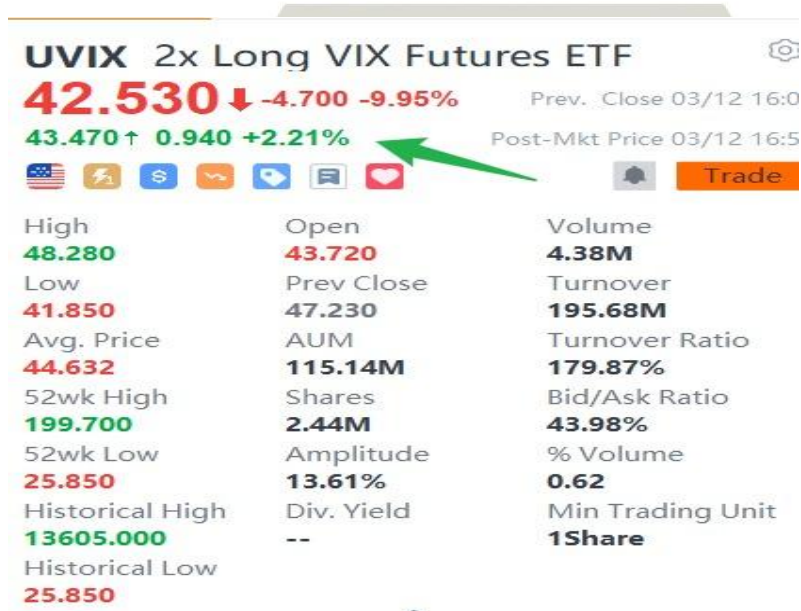 UVIX 2x Long VIX Futures ETF
42.530 -4.700 -9.95% Prev. Close 03/12 16:0
43.470↑ 0.940 +2.21% Post-Mkt Price 03/12 16:5
Trade
High Open Volume
48.280 43.720 4.38M
Low Prev Close Turnover
41.850 47.230 195.68M
Avg. Price AUM Turnover Ratio
44.632 115.14M 179.87%
52wk High Shares Bid/Ask Ratio
199.700 2.44M 43.98%
52wk Low Amplitude % Volume
25.850 13.61% 0.62
Historical High Div. Yield Min Trading Unit
13605.000 -- 1Share
Historical Low
25.850